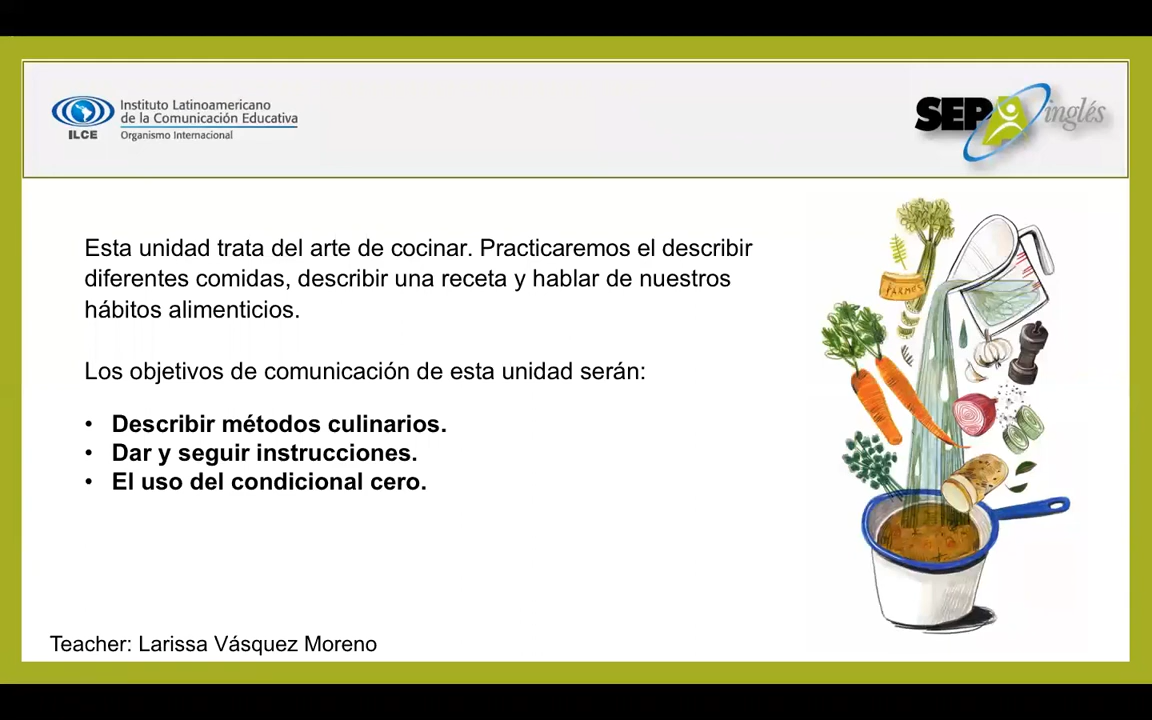 Instituto Latinoamericano
de la Comunicación Educativa
ILCE
Organismo Internacional
SEPA inglés
Esta unidad trata del arte de cocinar. Practicaremos el describir
diferentes comidas, describir una receta y hablar de nuestros
hábitos alimenticios.
FARMOS
Los objetivos de comunicación de esta unidad serán:
• Describir métodos culinarios.
• Dar y seguir instrucciones.
• El uso del condicional cero.
Teacher: Larissa Vásquez Moreno